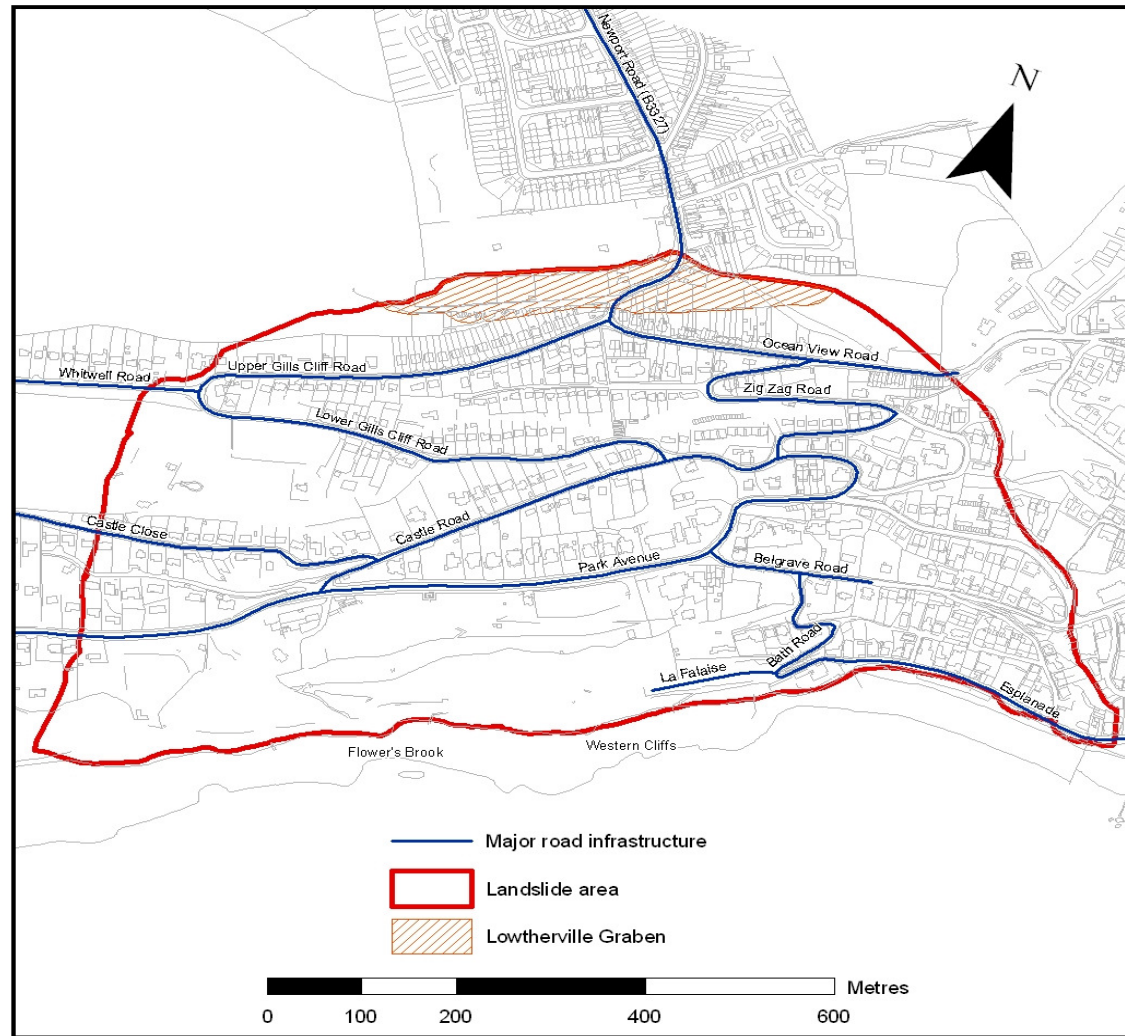 Newport Road (B3327)
N
Ocean View Road
Whitwell Road
Upper Gills Cliff Road
Zig Zag Road
Lower Gills Cliff Road
Castle Close
Castle Road
Park Avenue
Belgrave Road
Bath Road
La Falaise
Esplanade
Flower's Brook
Western Cliffs
Major road infrastructure
Landslide area
Lowtherville Graben
Metres
0 100 200 400 600